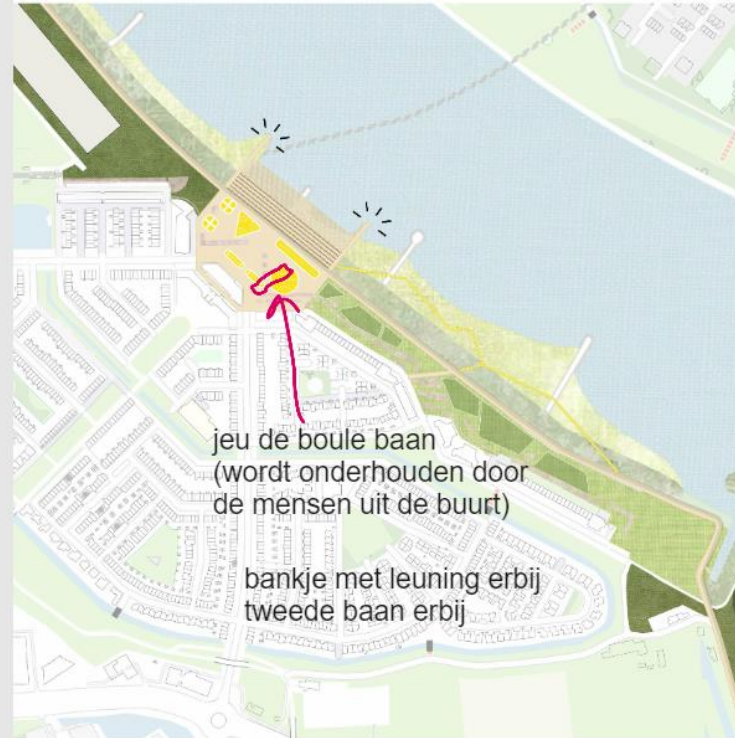 jeu de boule baan
(wordt onderhouden door
de mensen uit de buurt)
bankje met leuning erbij
tweede baan erbij